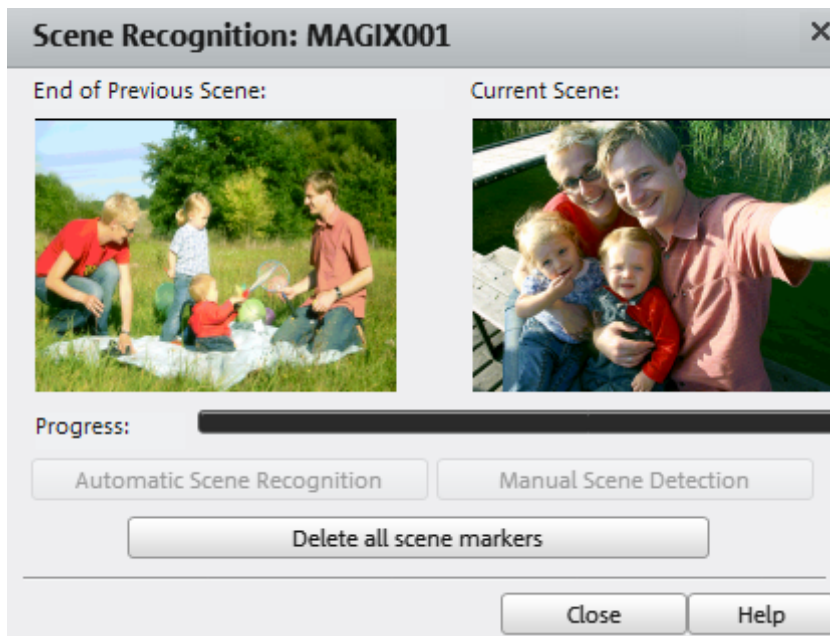 Scene Recognition: MAGIX001
End of Previous Scene:
Current Scene:
Progress:
Automatic Scene Recognition
Manual Scene Detection
Delete all scene markers
Close
Help